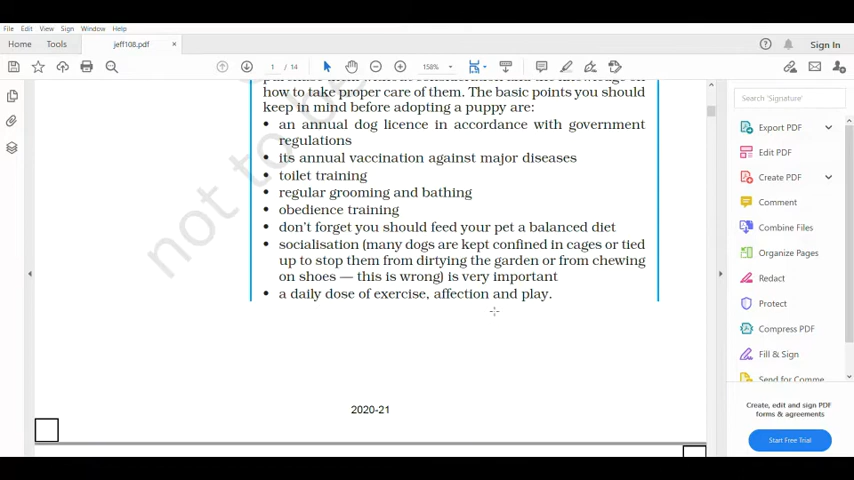 File Edit View Sign Window Help
Home Tools jeff108.pdf × Sign In
1 / 14 158%
how to take proper care of them. The basic points you should
keep in mind before adopting a puppy are:
• an annual dog licence in accordance with government
regulations
• its annual vaccination against major diseases
• toilet training
• regular grooming and bathing
• obedience training
• don't forget you should feed your pet a balanced diet
• socialisation (many dogs are kept confined in cages or tied
up to stop them from dirtying the garden or from chewing
on shoes — this is wrong) is very important
• a daily dose of exercise, affection and play.
2020-21
not to be
Search 'Signature'
Export PDF
Edit PDF
Create PDF
Comment
Combine Files
Organize Pages
Redact
Protect
Compress PDF
Fill & Sign
Send for Comme
Create, edit and sign PDF
forms & agreements
Start Free Trial